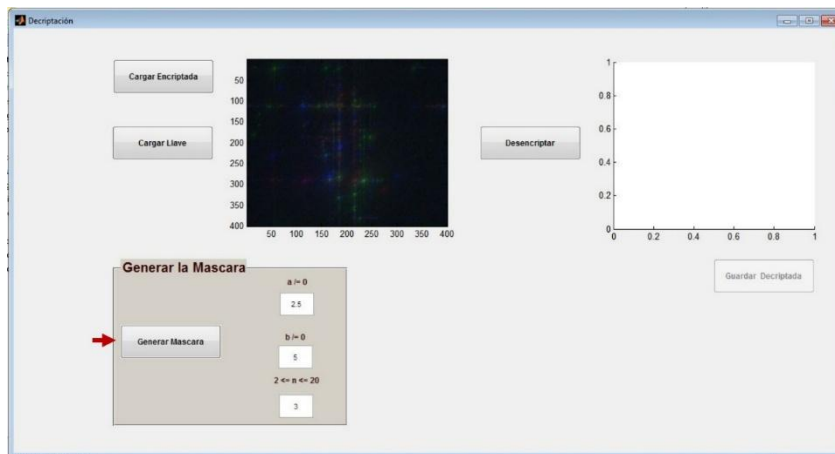 Decriptación
Cargar Encriptada
Cargar Llave
50
100
150
200
250
300
350
400
50 100 150 200 250 300 350 400
Desencriptar
1
0.8
0.6
0.4
0.2
0
0 0.2 0.4 0.6 0.8 1
Guardar Decriptada
Generar la Mascara
a /= 0
2.5
Generar Mascara
b /= 0
5
2 <= n <= 20
3